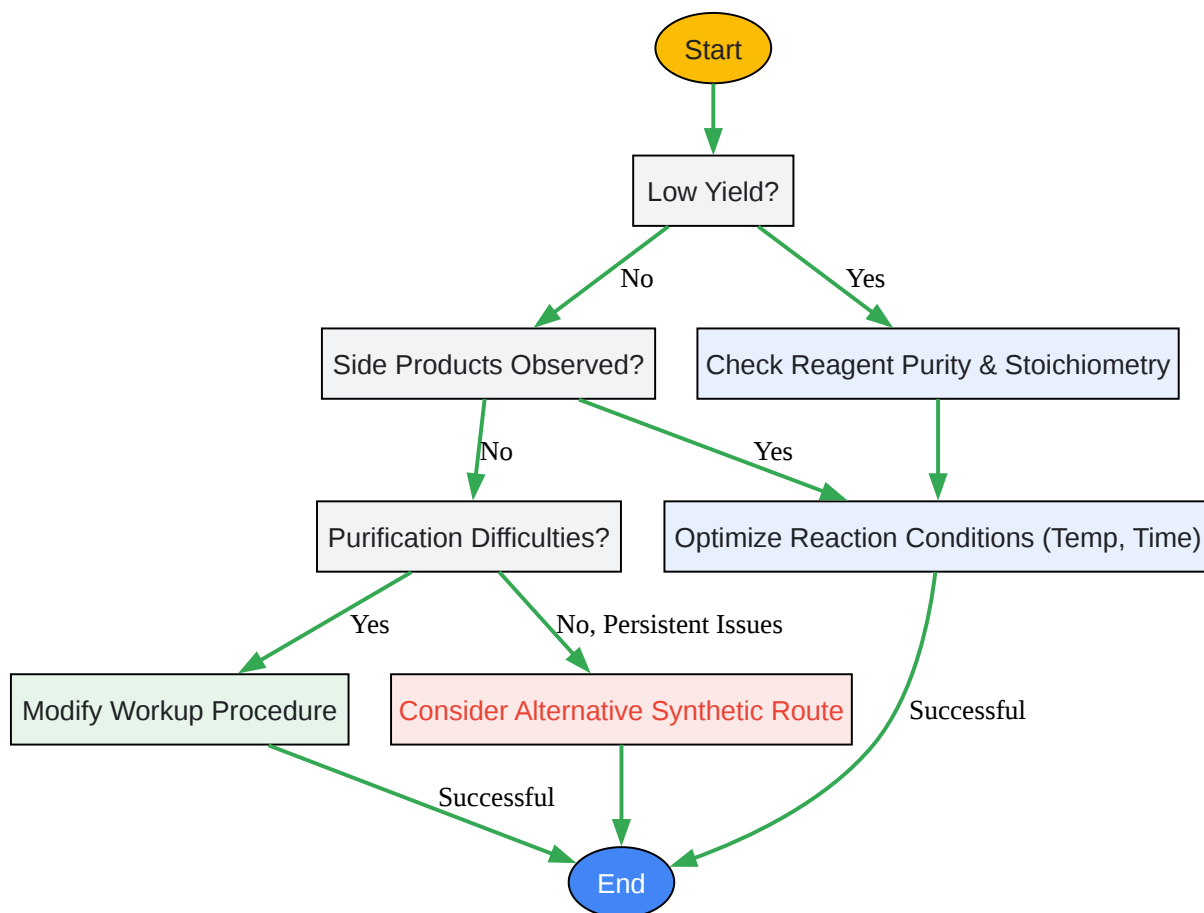 Start
Low Yield?
No
Yes
Side Products Observed?
Check Reagent Purity & Stoichiometry
No
Yes
Purification Difficulties?
Optimize Reaction Conditions (Temp, Time)
Yes
No, Persistent Issues
Modify Workup Procedure
Consider Alternative Synthetic Route
Successful
Successful
End